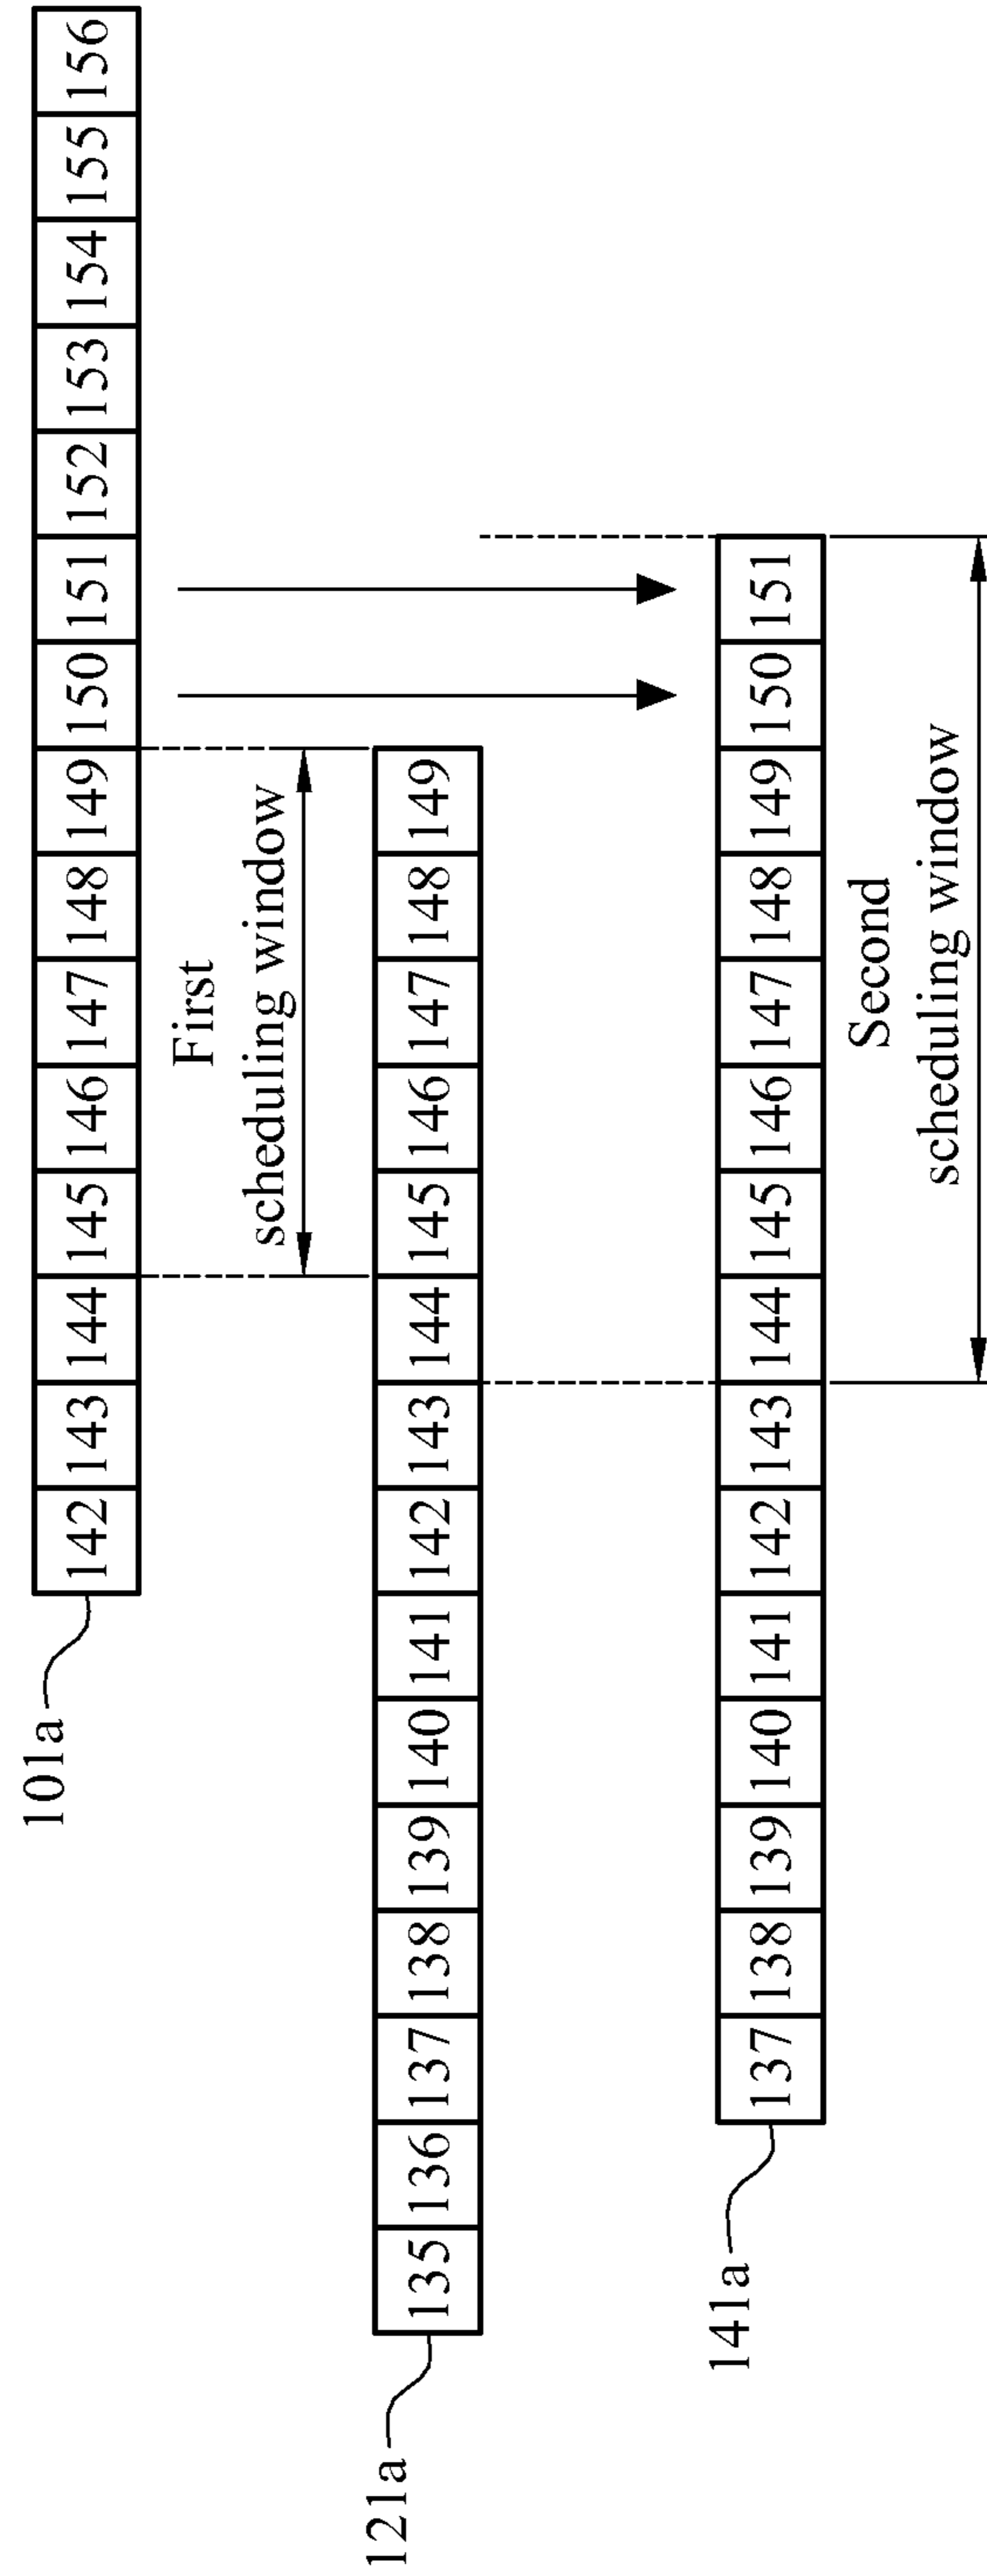 142 143 144 145 146 147 148 149 150 151 152 153 154 155 156
101a
First
scheduling window
135 136 137 138 139 140 141 142 143 144 145 146 147 148 149
121a
137 138 139 140 141 142 143 144 145 146 147 148 149 150 151
141a
Second
scheduling window